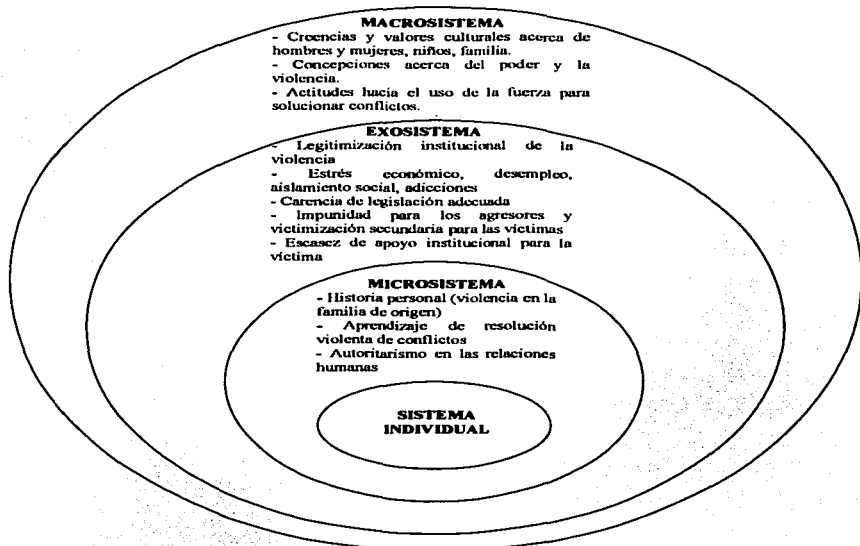 MACROSISTEMA
- Creencias y valores culturales acerca de
hombres y mujeres, niños, familia.
- Concepciones acerca del poder y la
violencia.
- Actitudes hacia el uso de la fuerza para
solucionar conflictos.
EXOSISTEMA
- Legitimización institucional de la
violencia
- Estrés económico, desempleo,
aislamiento social, adicciones
- Carencia de legislación adecuada
- Impunidad para los agresores y
victimización secundaria para las víctimas
- Escasez de apoyo institucional para la
víctima
MICROSISTEMA
- Historia personal (violencia en la
familia de origen)
- Aprendizaje de resolución
violenta de conflictos
- Autoritarismo en las relaciones
humanas
SISTEMA
INDIVIDUAL